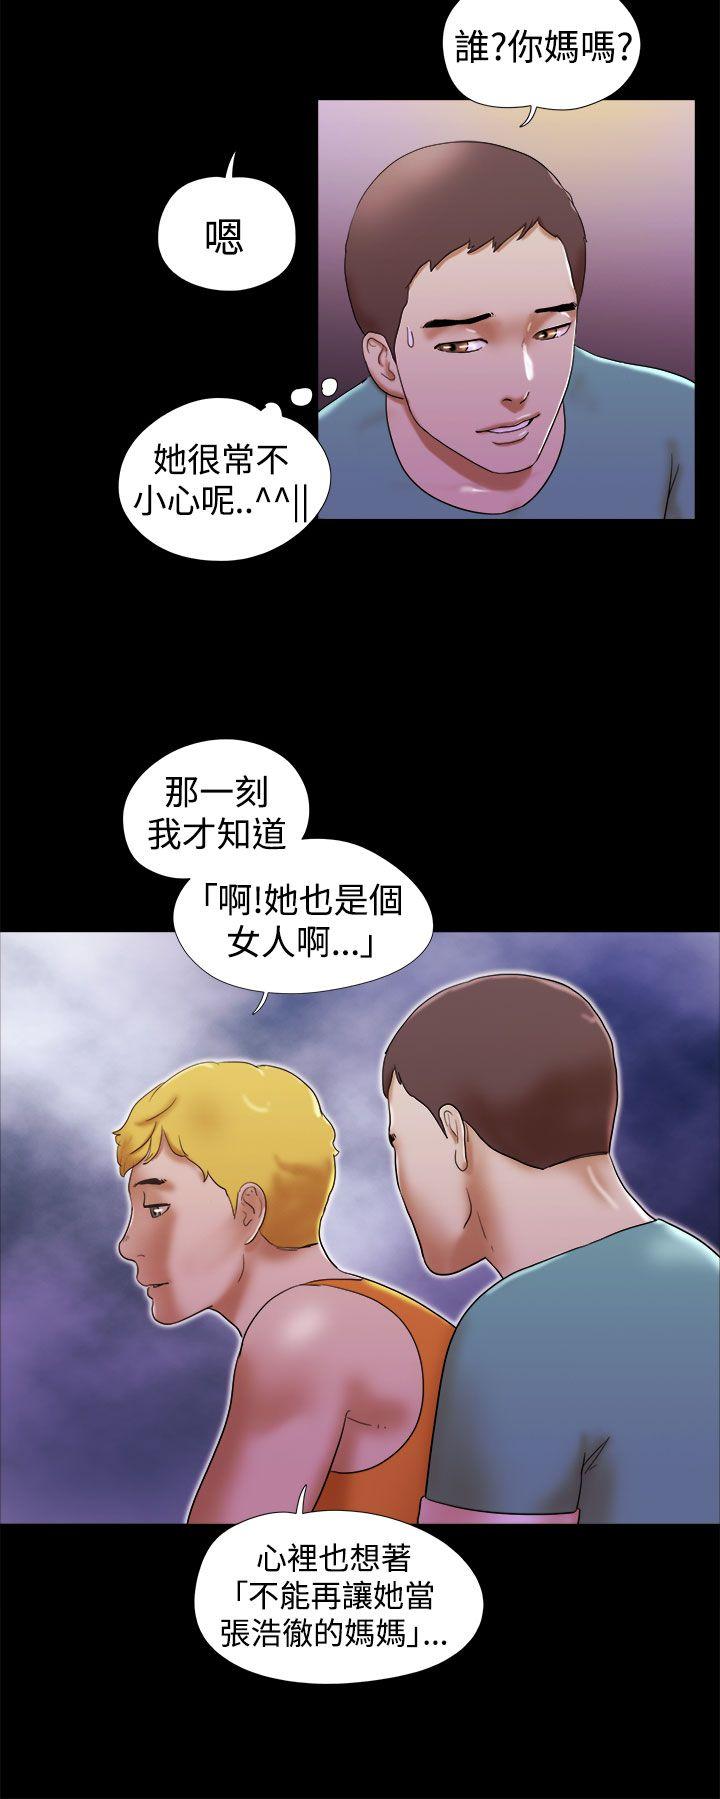 誰?你媽嗎?
嗯
她很常不
小心呢..^^||
那一刻
我才知道
「啊!她也是個
女人啊...」
心裡也想著
「不能再讓她當
張浩徹的媽媽」...